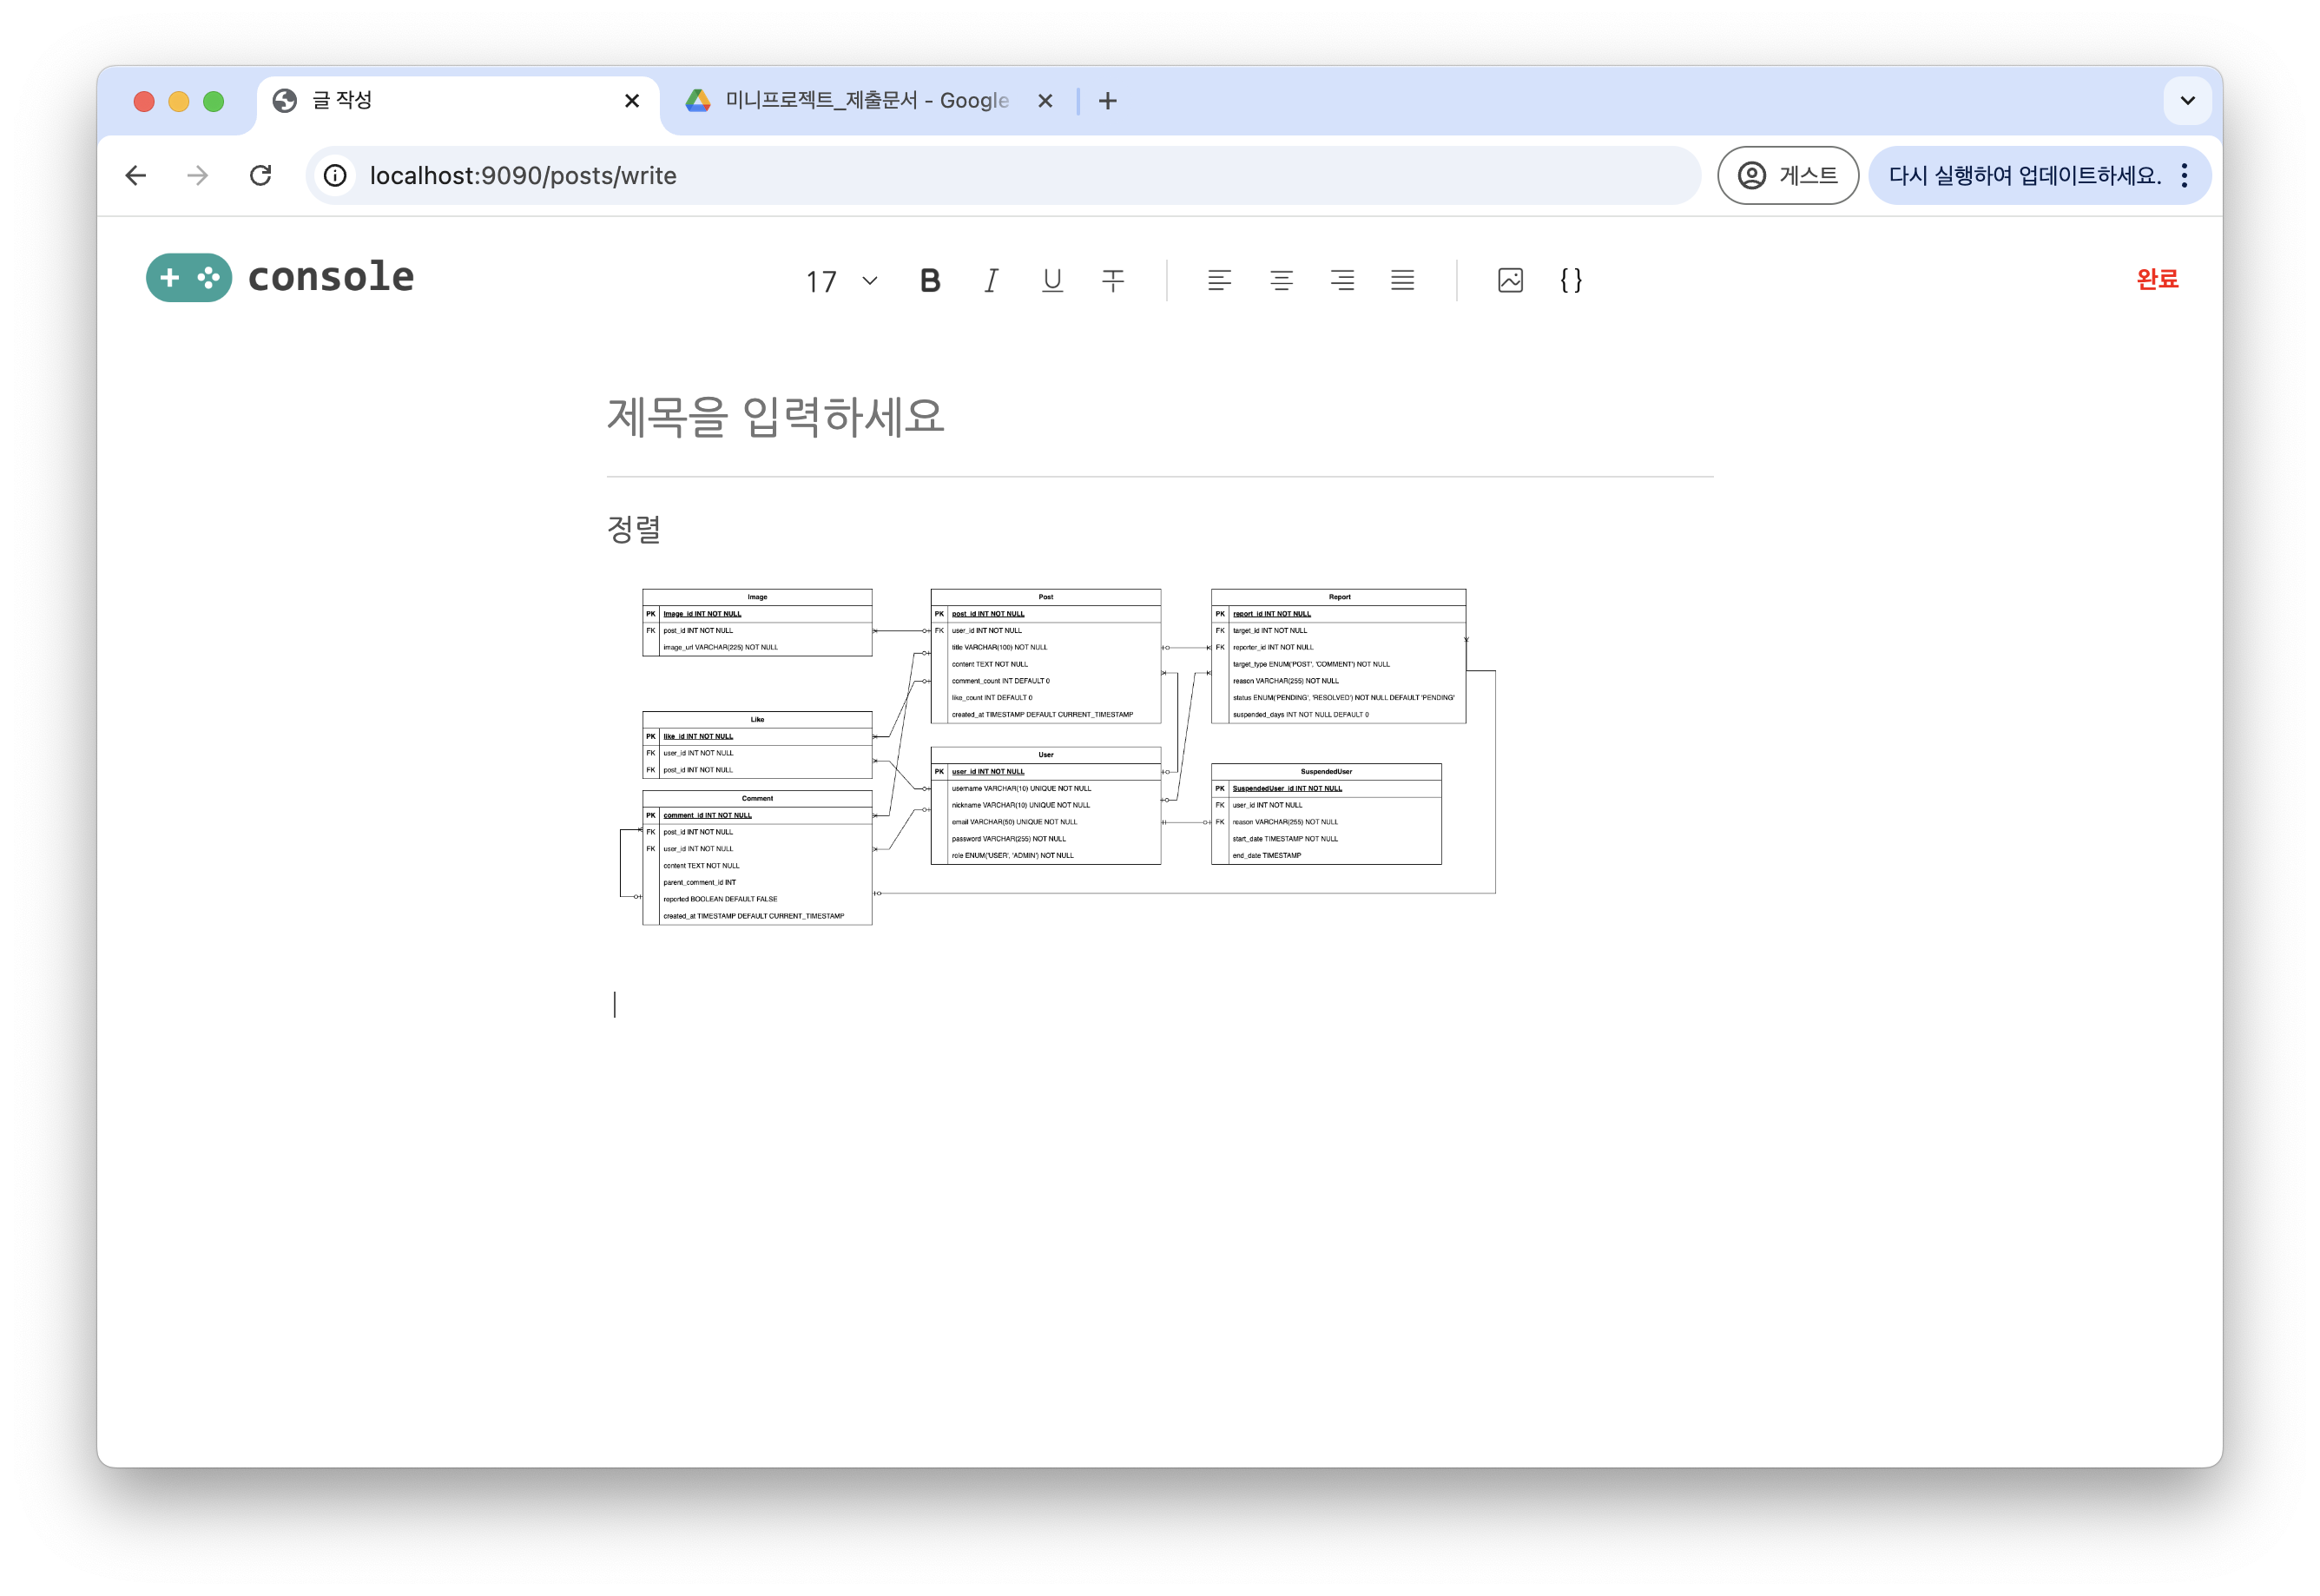 글 작성
미니프로젝트_제출문서 - Google
localhost:9090/posts/write
게스트
다시 실행하여 업데이트하세요.
console
17
B I U T
{ }
완료
제목을 입력하세요
정렬
Image
PK image_id INT NOT NULL
FK post_id INT NOT NULL
image_url VARCHAR(225) NOT NULL
Like
PK like_id INT NOT NULL
FK user_id INT NOT NULL
FK post_id INT NOT NULL
Comment
PK comment_id INT NOT NULL
FK post_id INT NOT NULL
FK user_id INT NOT NULL
content TEXT NOT NULL
parent_comment_id INT
reported BOOLEAN DEFAULT FALSE
created_at TIMESTAMP DEFAULT CURRENT_TIMESTAMP
Post
PK post_id INT NOT NULL
FK user_id INT NOT NULL
title VARCHAR(100) NOT NULL
content TEXT NOT NULL
comment_count INT DEFAULT 0
like_count INT DEFAULT 0
created_at TIMESTAMP DEFAULT CURRENT_TIMESTAMP
User
PK user_id INT NOT NULL
username VARCHAR(10) UNIQUE NOT NULL
nickname VARCHAR(10) UNIQUE NOT NULL
email VARCHAR(50) UNIQUE NOT NULL
password VARCHAR(255) NOT NULL
role ENUM('USER', 'ADMIN') NOT NULL
Report
PK report_id INT NOT NULL
FK target_id INT NOT NULL
FK reporter_id INT NOT NULL
target_type ENUM('POST', 'COMMENT') NOT NULL
reason VARCHAR(255) NOT NULL
status ENUM('PENDING', 'RESOLVED') NOT NULL DEFAULT 'PENDING'
suspended_days INT NOT NULL DEFAULT 0
SuspendedUser
PK SuspendedUser_id INT NOT NULL
FK user_id INT NOT NULL
FK reason VARCHAR(255) NOT NULL
start_date TIMESTAMP NOT NULL
end_date TIMESTAMP